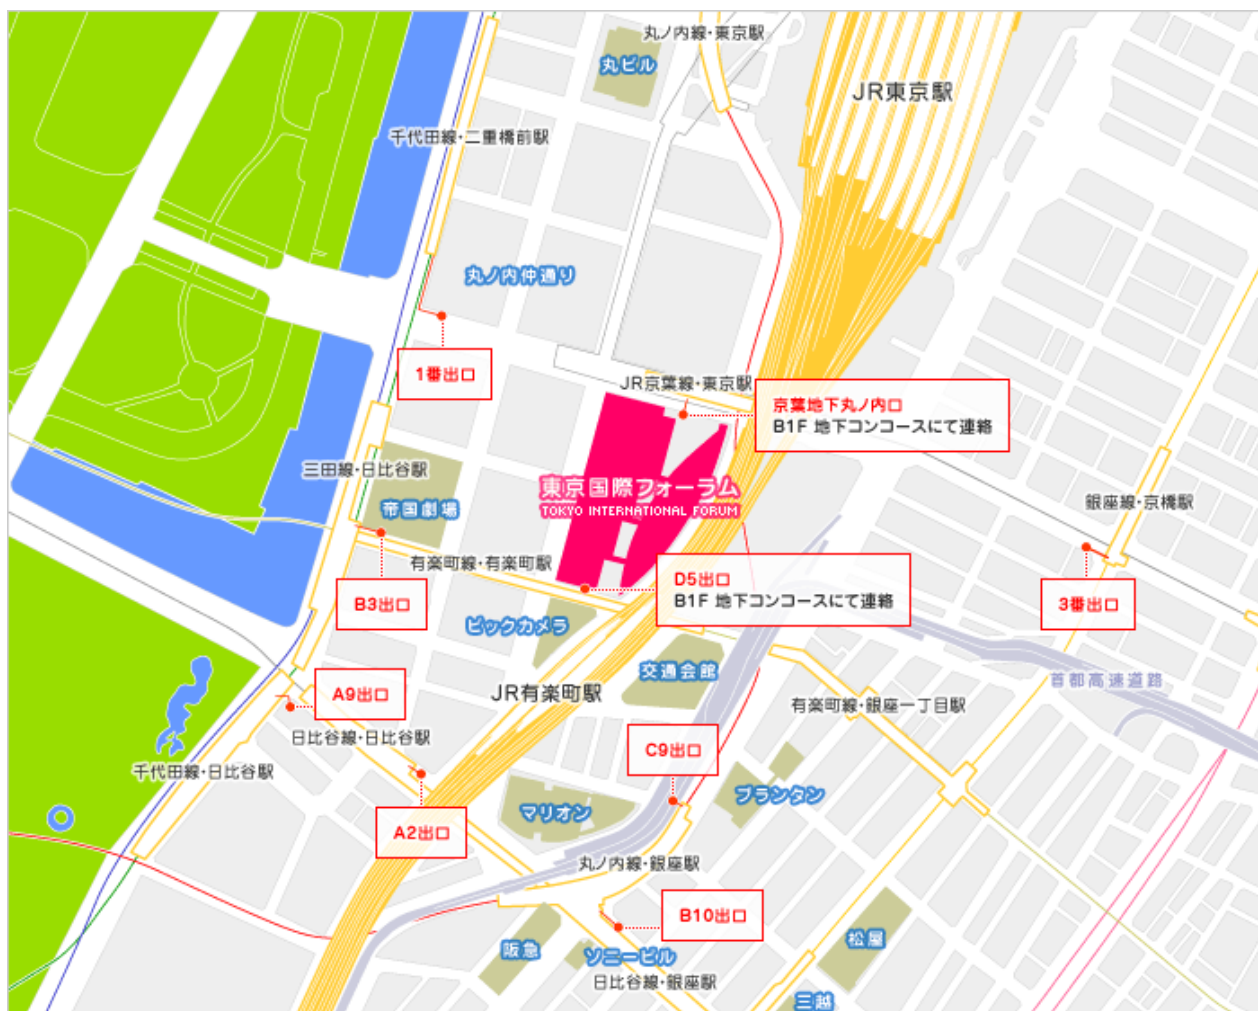 丸ノ内線・東京駅
丸ビル
JR東京駅
千代田線・二重橋前駅
丸ノ内仲通り
1番出口
JR京葉線・東京駅
京葉地下丸ノ内口
B1F 地下コンコースにて連絡
三田線・日比谷駅
東京国際フォーラム
TOKYO INTERNATIONAL FORUM
帝国劇場
銀座線・京橋駅
有楽町線・有楽町駅
D5出口
B1F 地下コンコースにて連絡
B3出口
3番出口
ビックカメラ
交通会館
首都高速道路
A9出口
JR有楽町駅
有楽町線・銀座一丁目駅
日比谷線・日比谷駅
C9出口
千代田線・日比谷駅
プランタン
マリオン
A2出口
丸ノ内線・銀座駅
B10出口
松屋
阪急
ソニービル
日比谷線・銀座駅
三越